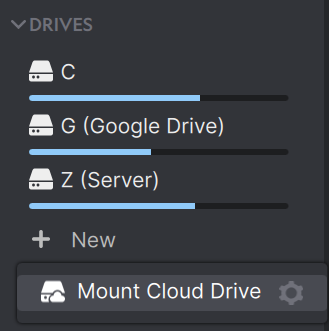 DRIVES
C
G (Google Drive)
Z (Server)
New
Mount Cloud Drive